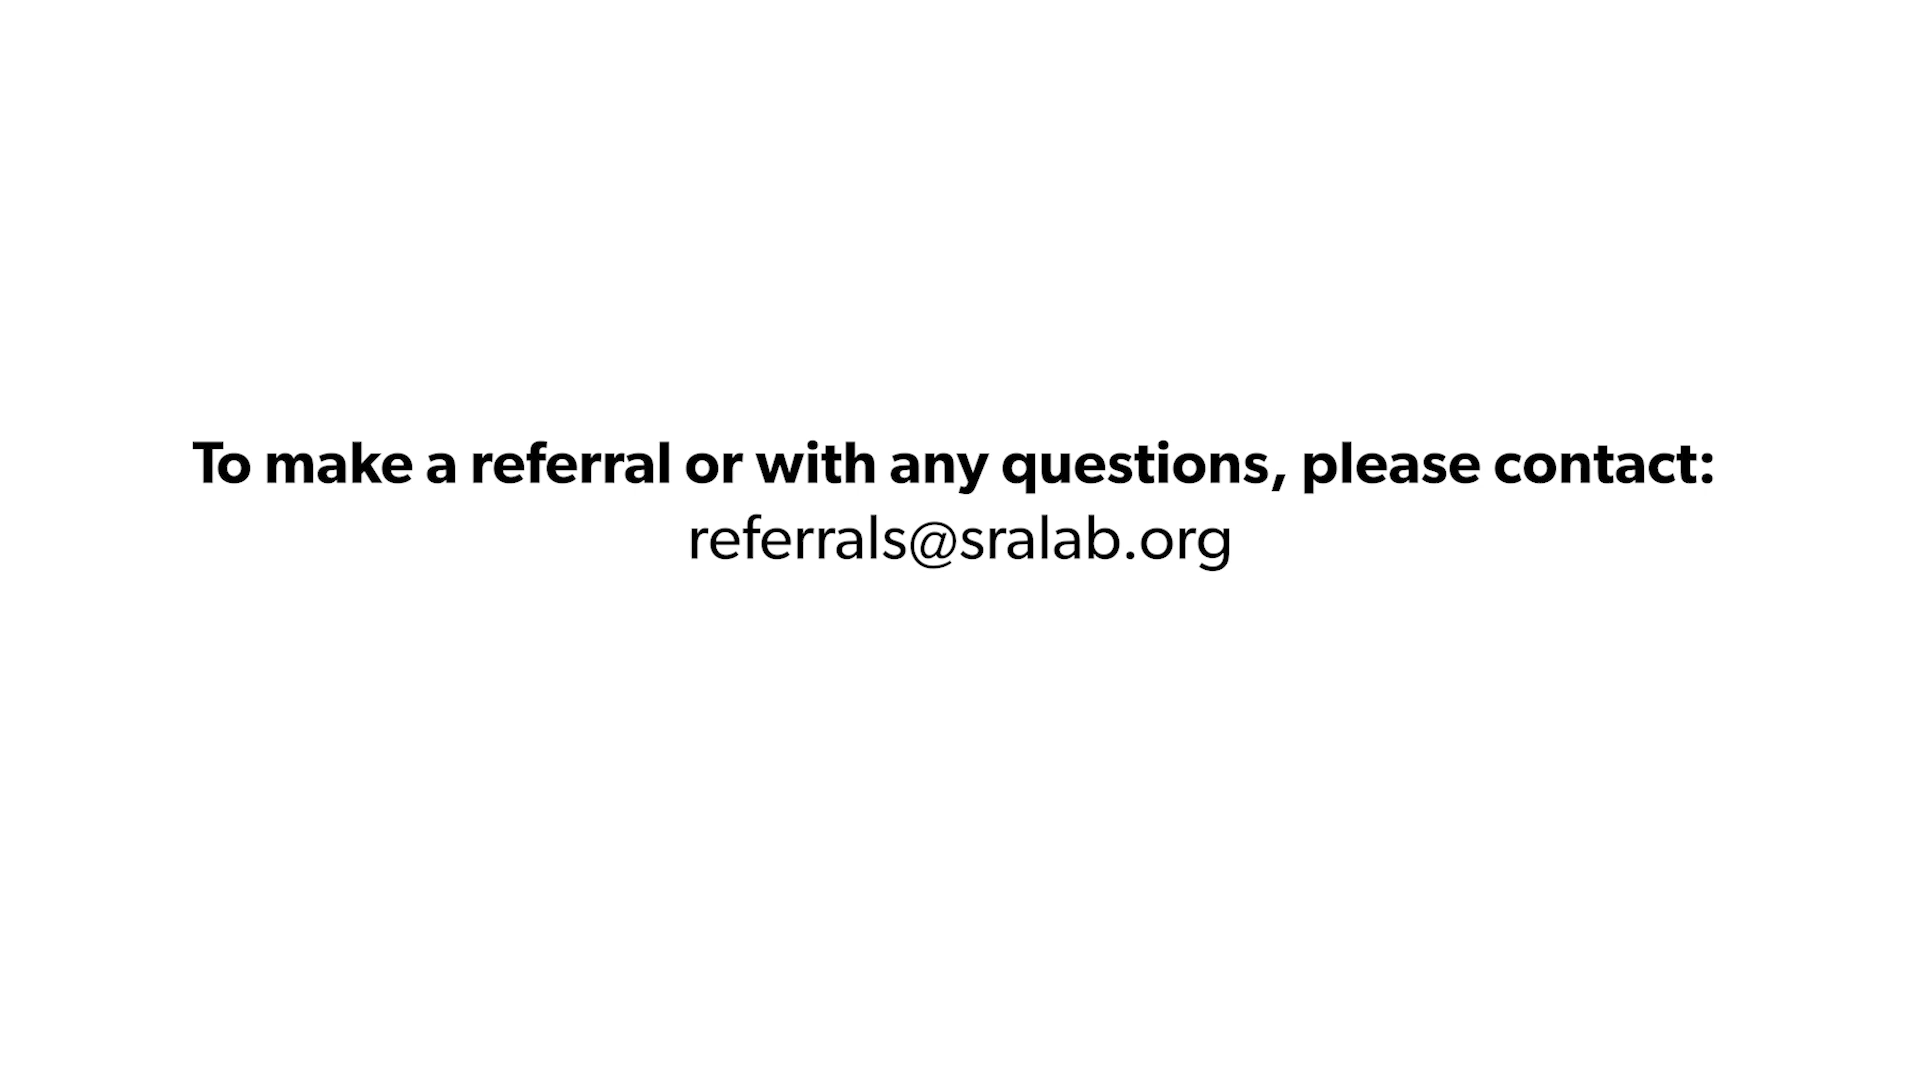 To make a referral or with any questions, please contact:
referrals@sralab.org